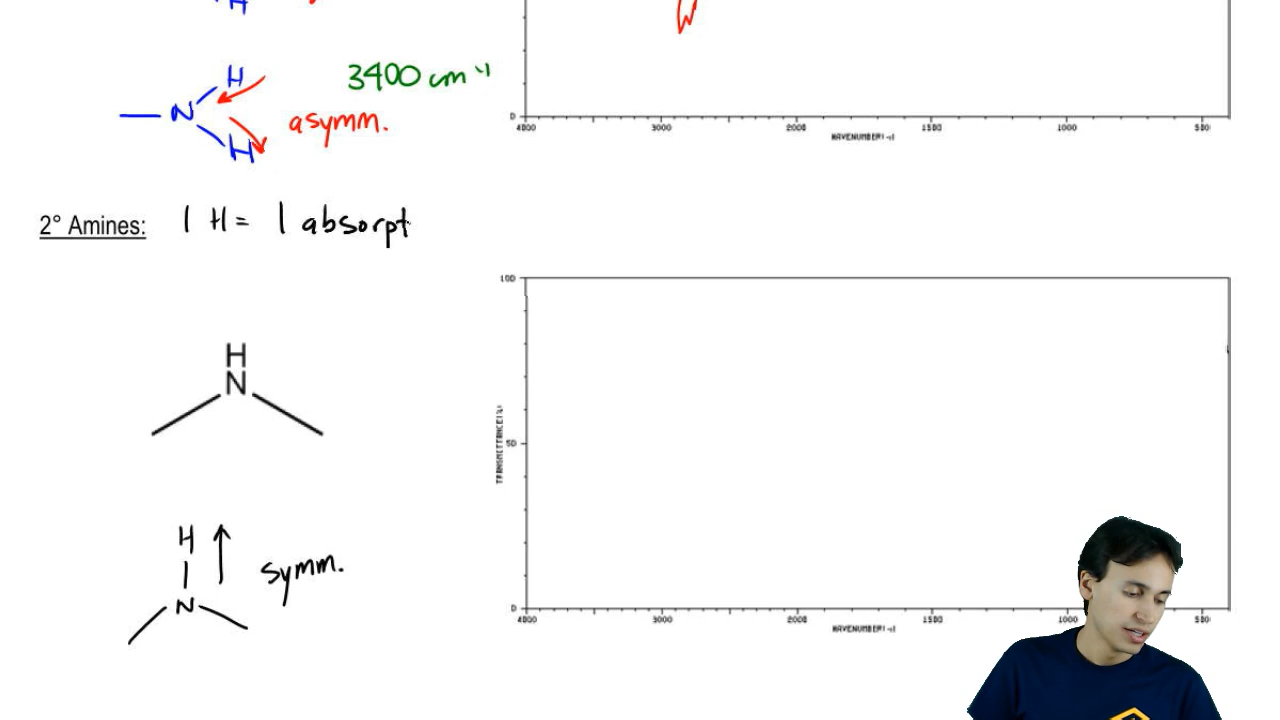 H
H
3400 cm⁻¹
N
asymm.
H
0
4000 3000 2000 1500 1000 500
WAVENUMBER(-1)
2° Amines: 1 H = 1 absorpt
100
H
N
50
TRANSMITTANCE(%)
H
symm.
N
0
4000 3000 2000 1500 1000 500
WAVENUMBER(-1)